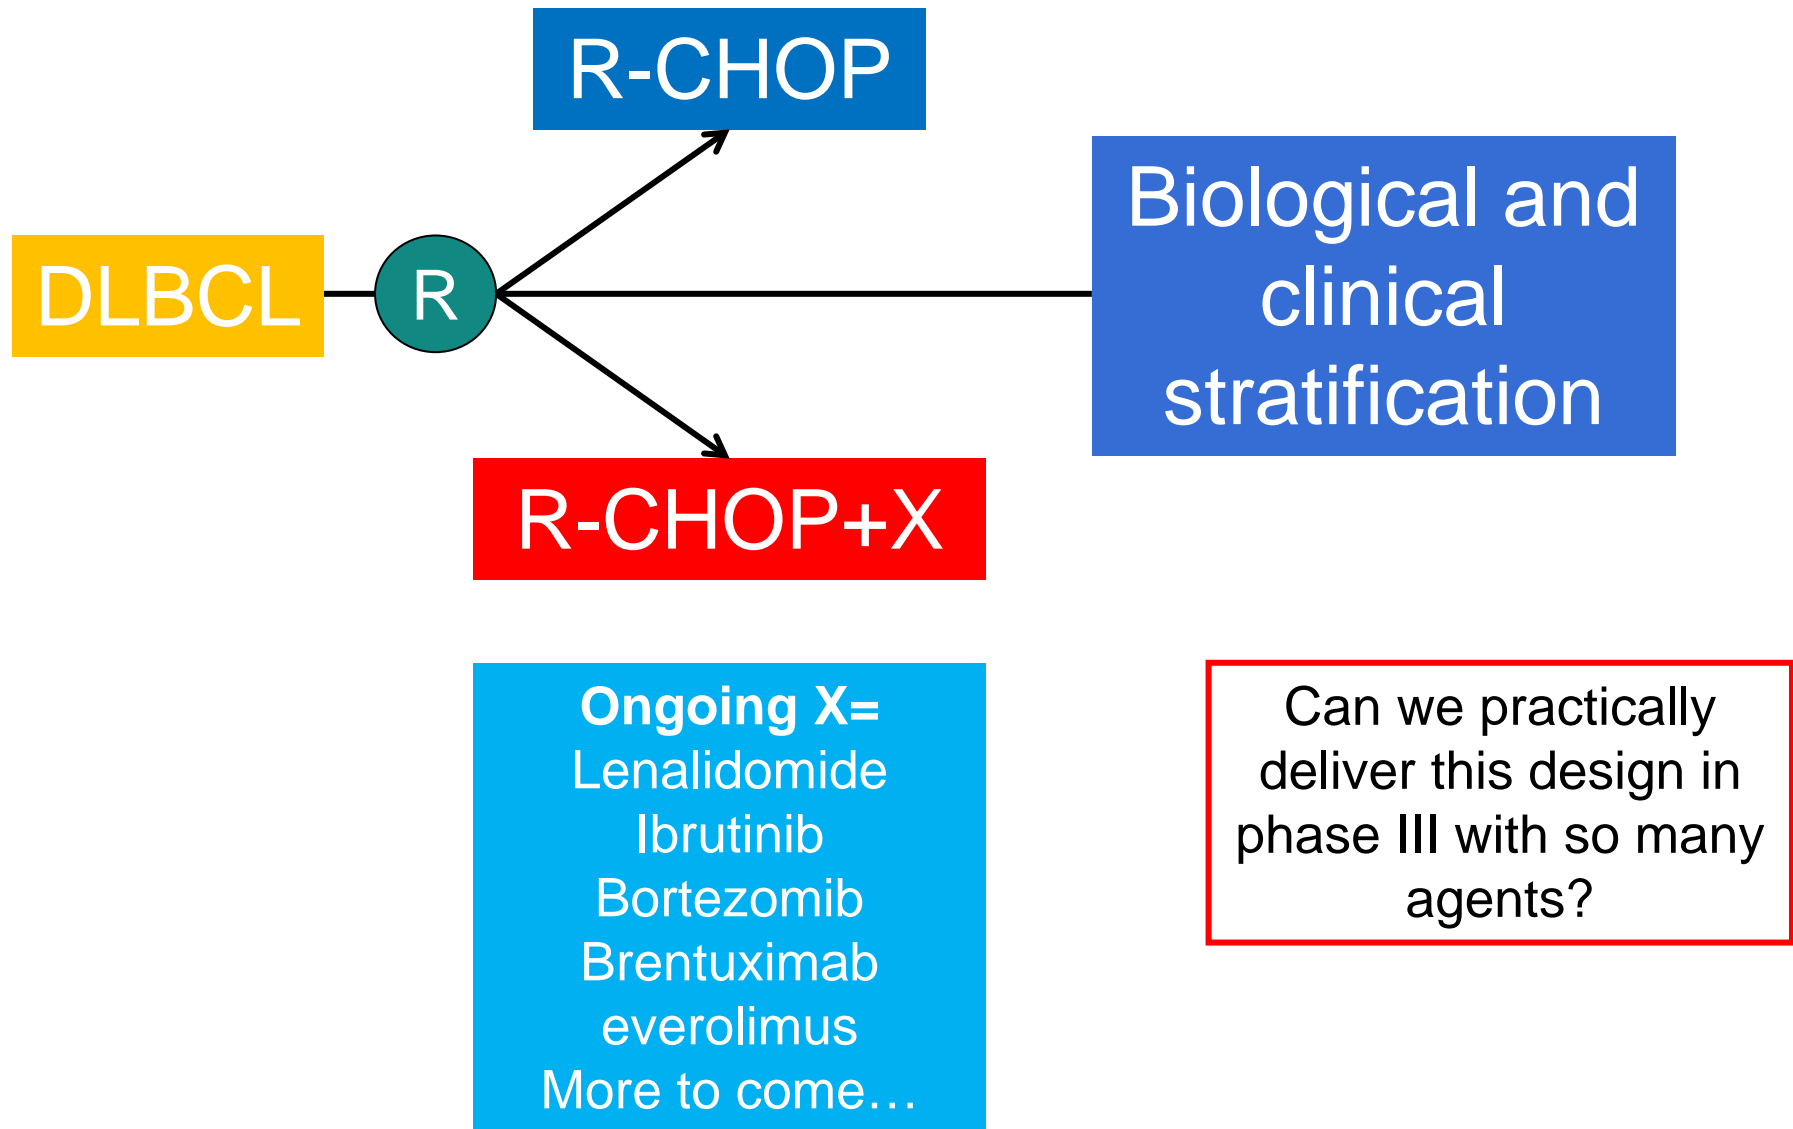 R-CHOP
DLBCL
R
Biological and
clinical
stratification
R-CHOP+X
Ongoing X=
Lenalidomide
Ibrutinib
Bortezomib
Brentuximab
everolimus
More to come…
Can we practically
deliver this design in
phase III with so many
agents?